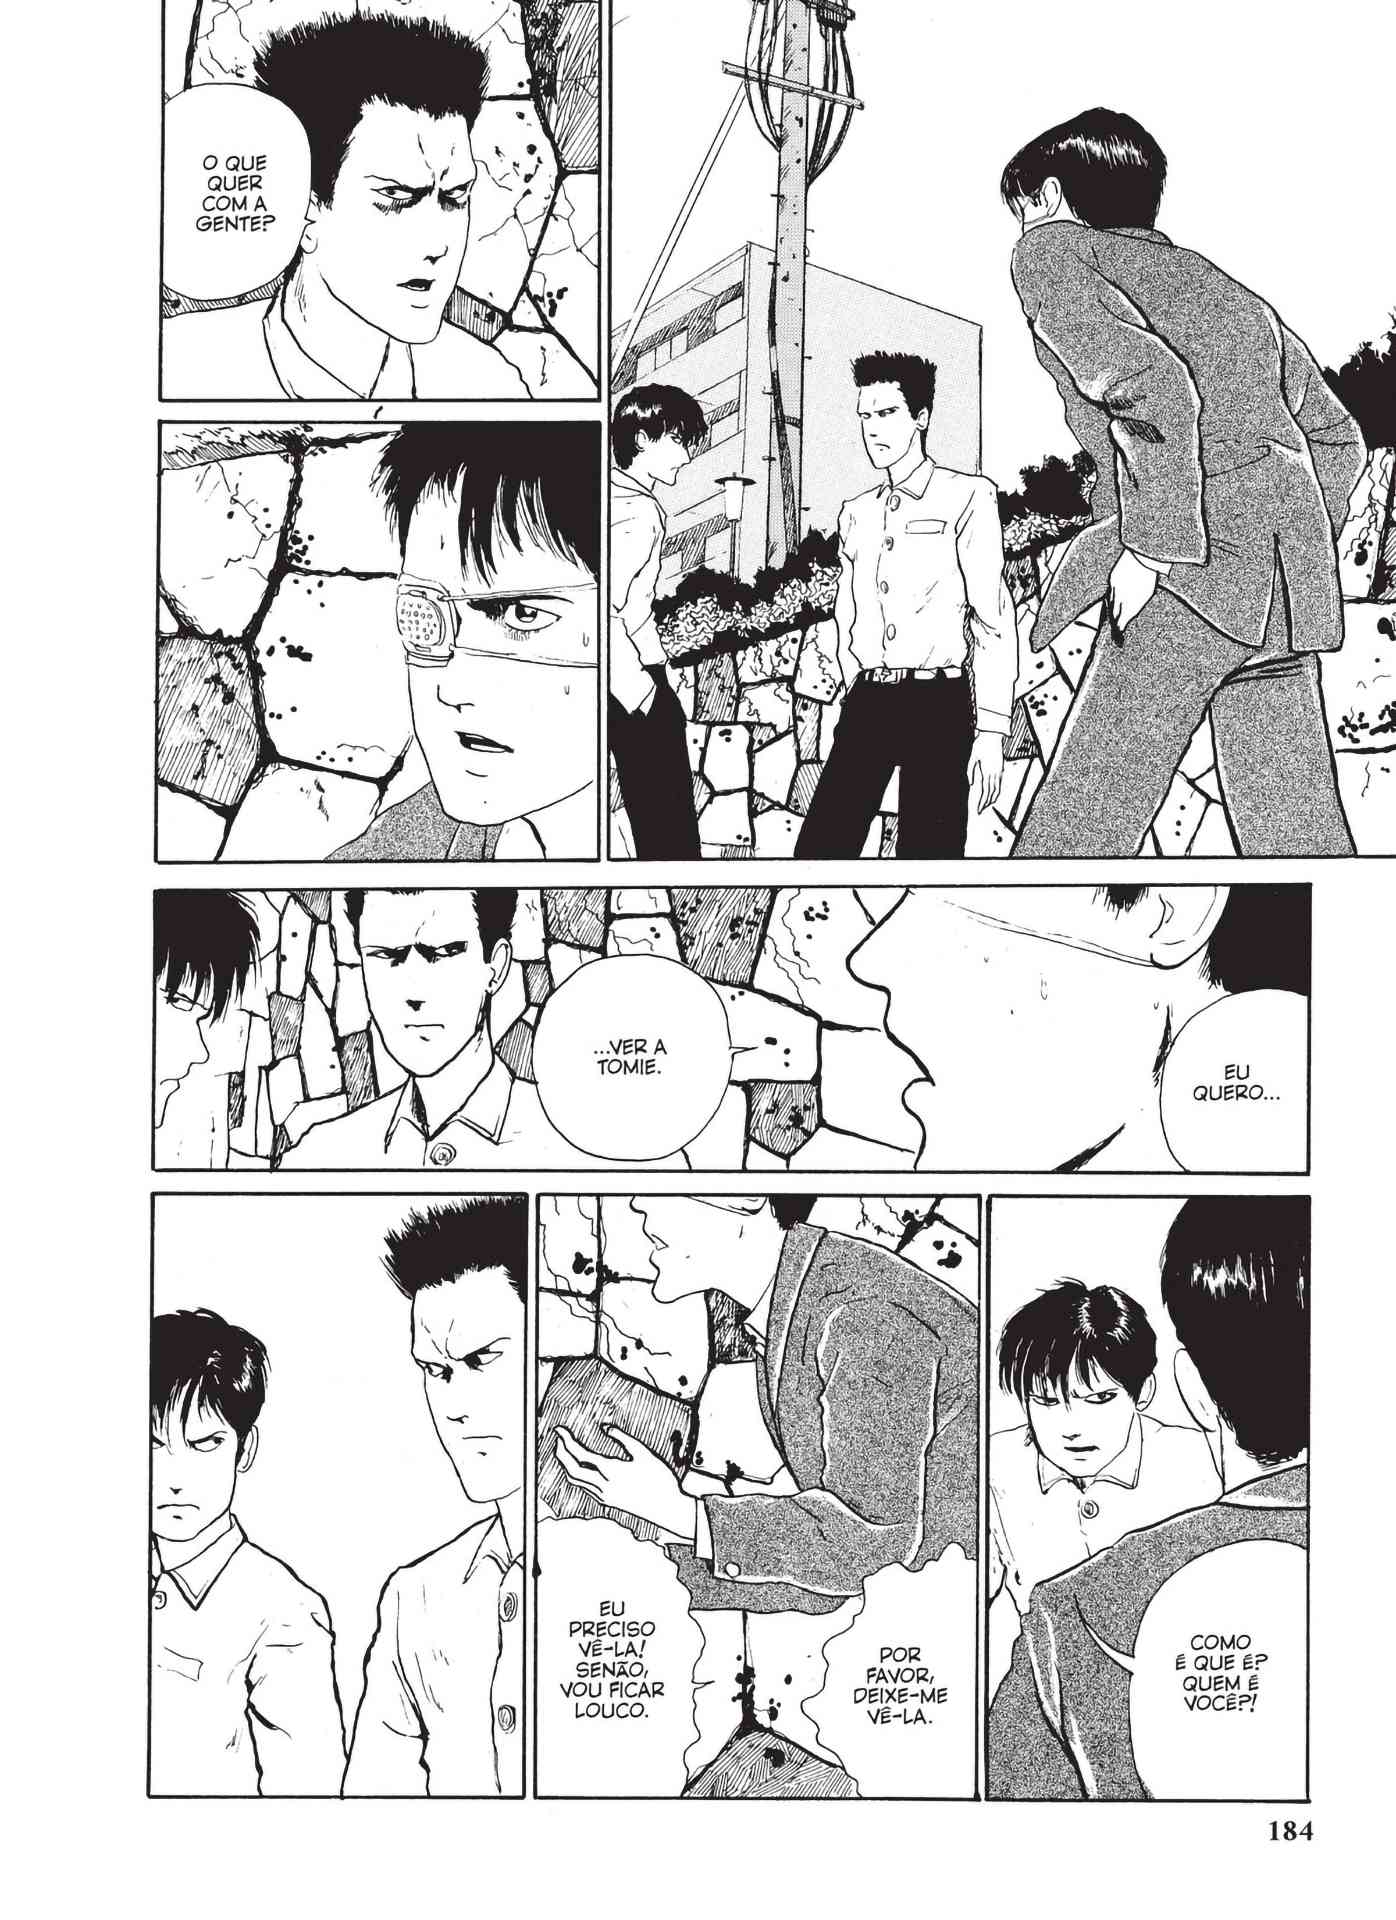 O QUE
QUER
COM A
GENTE?
EU
QUERO...
...VER A
TOMIE.
COMO
É QUE É?
QUEM É
VOCÊ?!
POR
FAVOR,
DEIXE-ME
VÊ-LA.
EU
PRECISO
VÊ-LA!
SENÃO,
VOU FICAR
LOUCO.
184